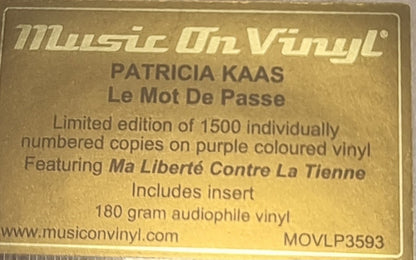 Music On Vinyl®
PATRICIA KAAS
Le Mot De Passe
Limited edition of 1500 individually
numbered copies on purple coloured vinyl
Featuring Ma Liberté Contre La Tienne
Includes insert
180 gram audiophile vinyl
www.musiconvinyl.com MOVLP3593